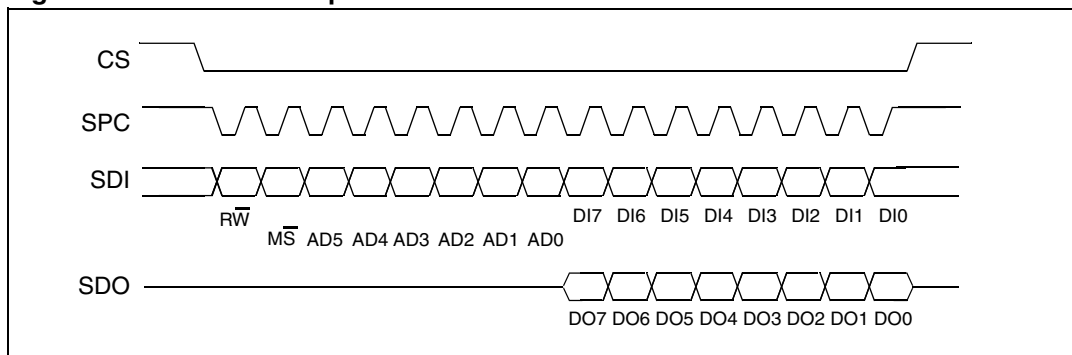 CS
SPC
SDI
RW̅
DI7 DI6 DI5 DI4 DI3 DI2 DI1 DI0
MS̅ AD5 AD4 AD3 AD2 AD1 AD0
SDO
DO7 DO6 DO5 DO4 DO3 DO2 DO1 DO0